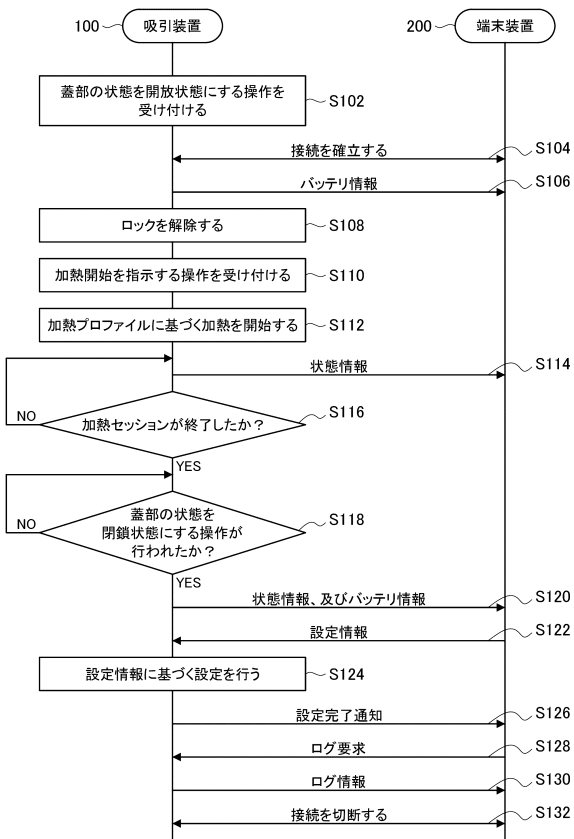 100
吸引装置
200
端末装置
蓋部の状態を開放状態にする操作を
受け付ける
S102
接続を確立する
S104
バッテリ情報
S106
ロックを解除する
S108
加熱開始を指示する操作を受け付ける
S110
加熱プロファイルに基づく加熱を開始する
S112
状態情報
S114
NO
加熱セッションが終了したか？
S116
YES
NO
蓋部の状態を
閉鎖状態にする操作が
行われたか？
S118
YES
状態情報、及びバッテリ情報
S120
設定情報
S122
設定情報に基づく設定を行う
S124
設定完了通知
S126
ログ要求
S128
ログ情報
S130
接続を切断する
S132